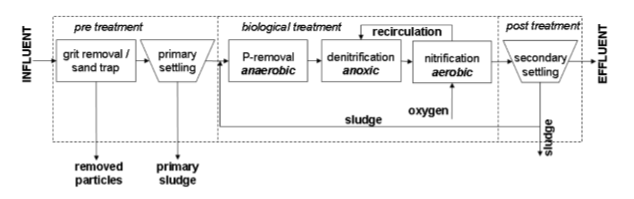 pre treatment
biological treatment
post treatment
recirculation
INFLUENT
grit removal /
sand trap
primary
settling
P-removal
anaerobic
denitrification
anoxic
nitrification
aerobic
secondary
settling
EFFLUENT
oxygen
sludge
sludge
removed
particles
primary
sludge